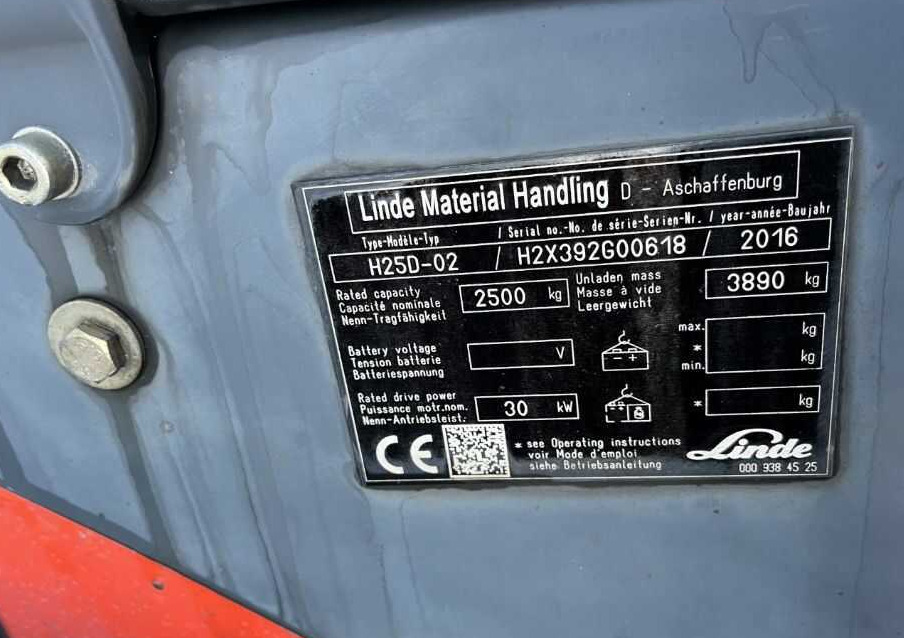 Linde Material Handling D - Aschaffenburg
Type-Modèle-Typ / Serial no.-No. de série-Serien-Nr. / year-année-Baujahr
H25D-02 / H2X392G00618 / 2016
Rated capacity
Capacité nominale
Nenn-Tragfähigkeit
2500 kg
Unladen mass
Masse à vide
Leergewicht
3890 kg
Battery voltage
Tension batterie
Batteriespannung
V
- +
max. kg
*
min. kg
Rated drive power
Puissance motr.nom.
Nenn-Antriebsleist.
30 kW
* kg
CE
* see Operating instructions
voir Mode d'emploi
siehe Betriebsanleitung
Linde
000 938 45 25